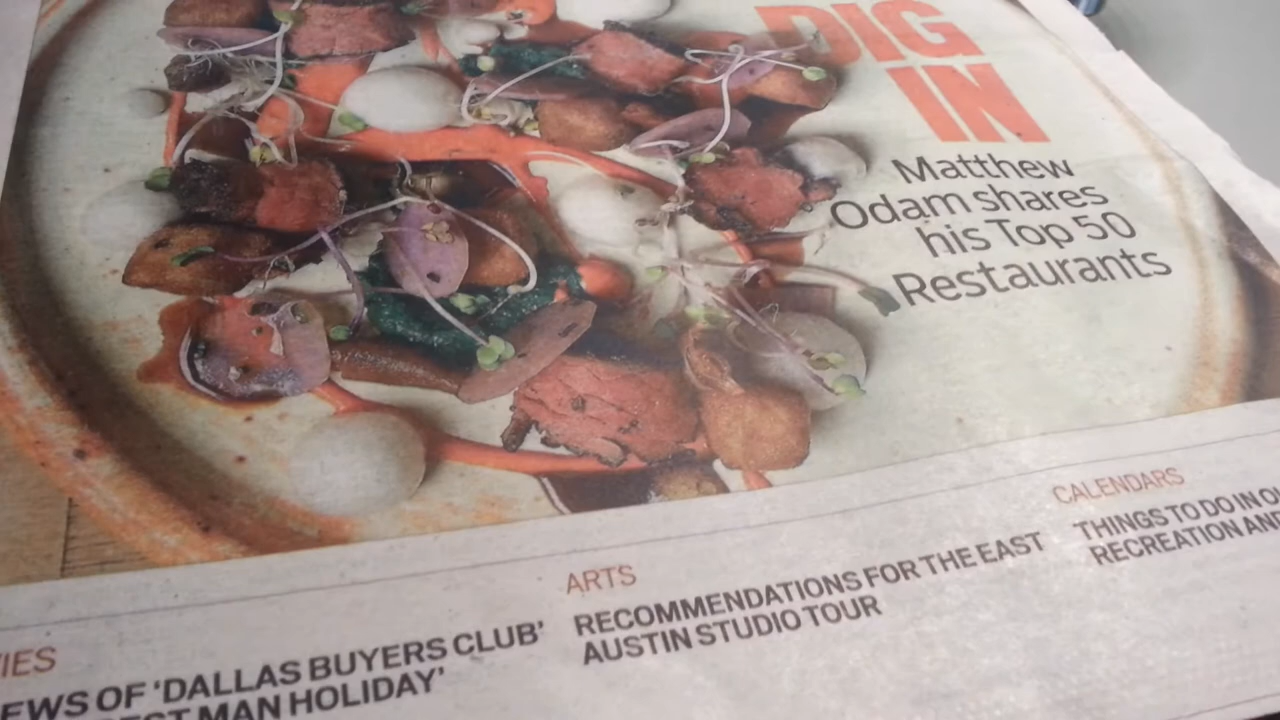 DIG
IN
Matthew
Odam shares
his Top 50
Restaurants
CALENDARS
THINGS TO DO IN
RECREATION
ARTS
RECOMMENDATIONS FOR THE EAST
AUSTIN STUDIO TOUR
OF 'DALLAS BUYERS CLUB'
MAN HOLIDAY'